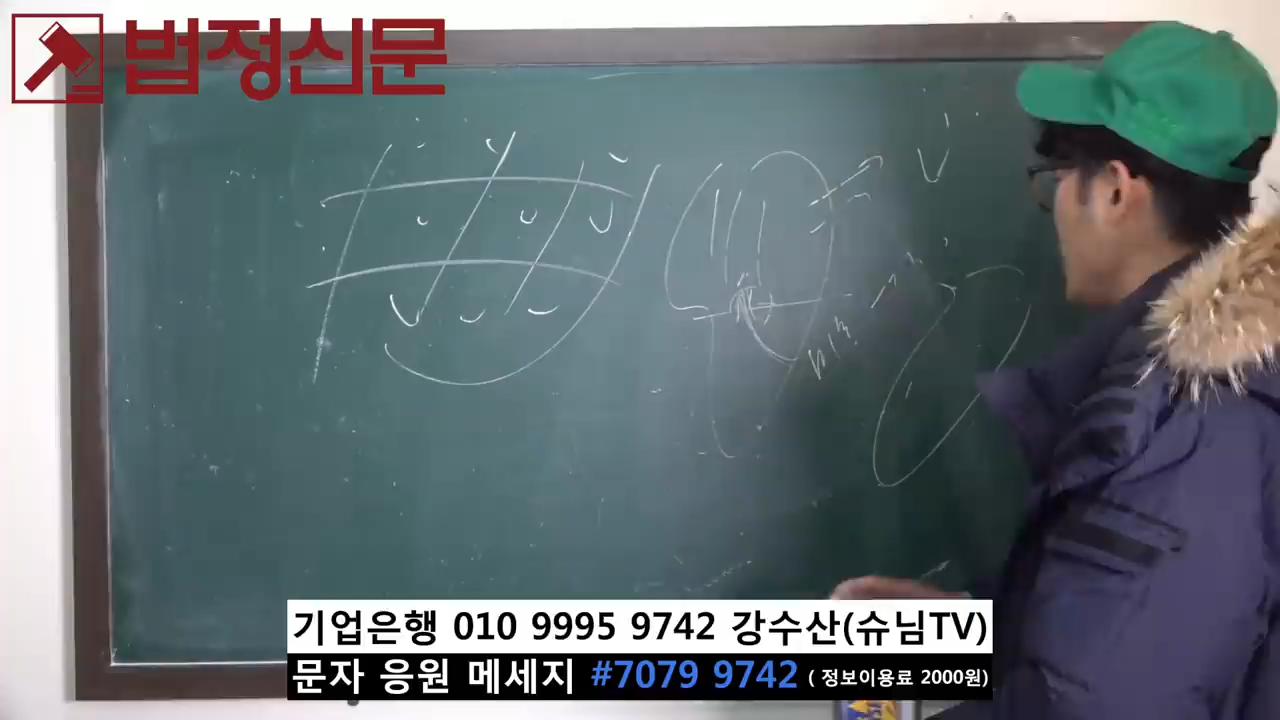 법정신문
기업은행 010 9995 9742 강수산(슈님TV)
문자 응원 메세지 #7079 9742 ( 정보이용료 2000원)